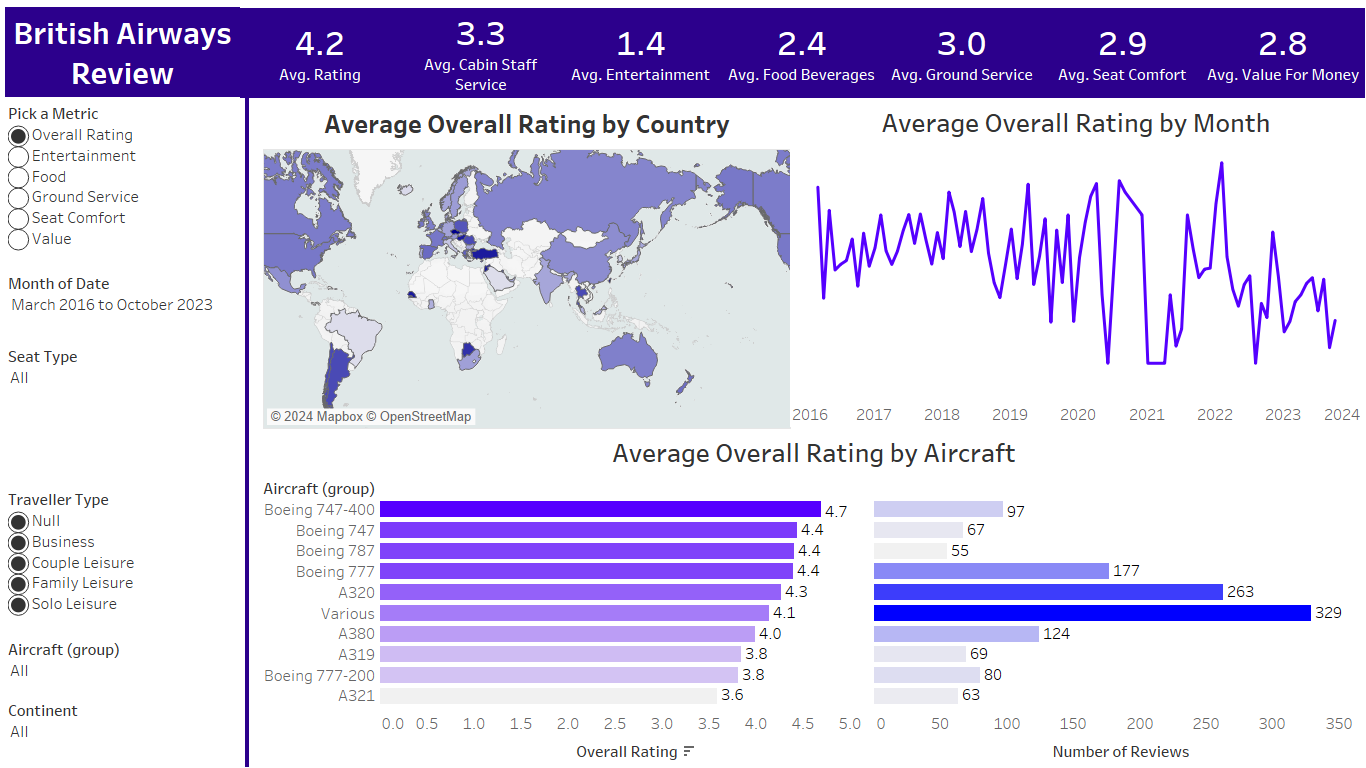 British Airways
Review
4.2
Avg. Rating
3.3
Avg. Cabin Staff
Service
1.4
Avg. Entertainment
2.4
Avg. Food Beverages
3.0
Avg. Ground Service
2.9
Avg. Seat Comfort
2.8
Avg. Value For Money
Pick a Metric
Overall Rating
Entertainment
Food
Ground Service
Seat Comfort
Value
Month of Date
March 2016 to October 2023
Seat Type
All
Traveller Type
Null
Business
Couple Leisure
Family Leisure
Solo Leisure
Aircraft (group)
All
Continent
All
Average Overall Rating by Country
© 2024 Mapbox © OpenStreetMap
Average Overall Rating by Month
2016 2017 2018 2019 2020 2021 2022 2023 2024
Average Overall Rating by Aircraft
Aircraft (group)
Boeing 747-400 4.7 97
Boeing 747 4.4 67
Boeing 787 4.4 55
Boeing 777 4.4 177
A320 4.3 263
Various 4.1 329
A380 4.0 124
A319 3.8 69
Boeing 777-200 3.8 80
A321 3.6 63
0.0 0.5 1.0 1.5 2.0 2.5 3.0 3.5 4.0 4.5 5.0 0 50 100 150 200 250 300 350
Overall Rating Number of Reviews